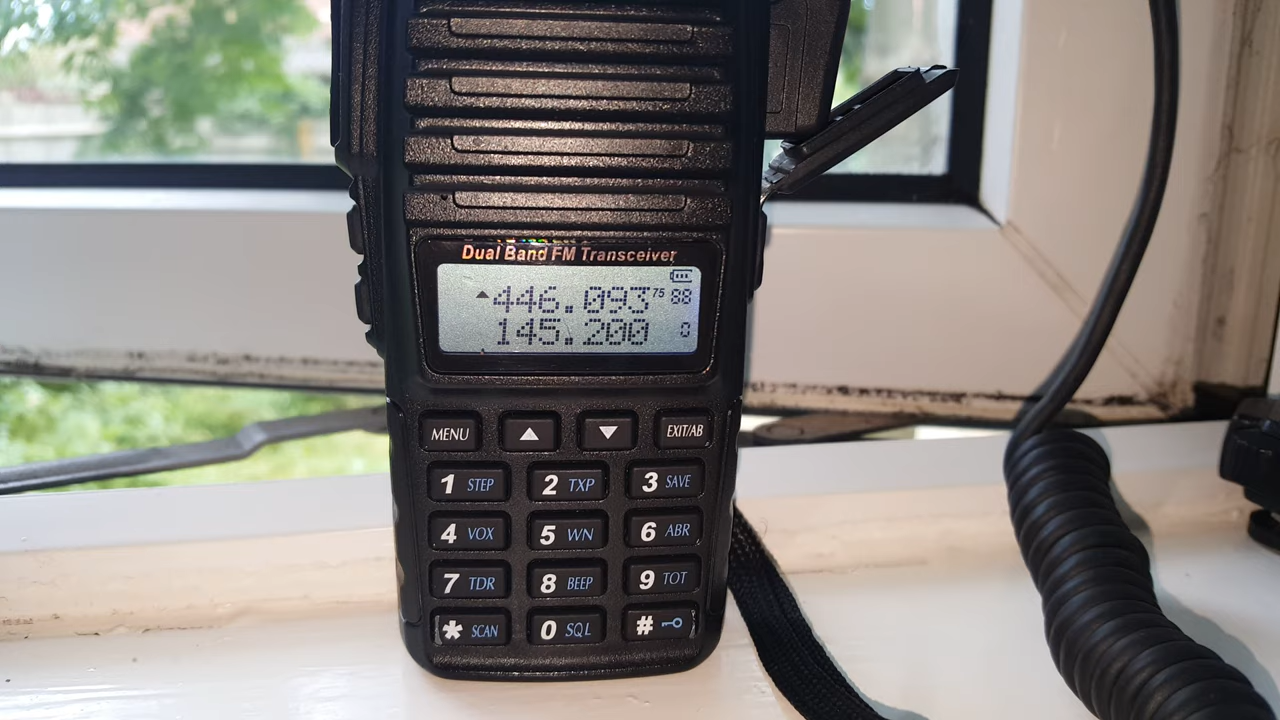 Dual Band FM Transceiver
▲446.093 75 88
145.200 0
MENU ▲ ▼ EXIT/AB
1 STEP 2 TXP 3 SAVE
4 VOX 5 WN 6 ABR
7 TDR 8 BEEP 9 TOT
* SCAN 0 SQL #